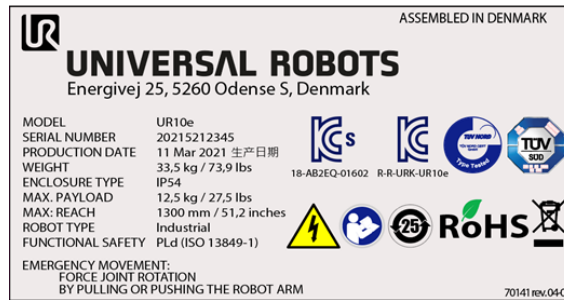 ASSEMBLED IN DENMARK
UR
UNIVERSAL ROBOTS
Energivej 25, 5260 Odense S, Denmark
MODEL UR10e
SERIAL NUMBER 20215212345
PRODUCTION DATE 11 Mar 2021 生产日期
WEIGHT 33,5 kg / 73,9 lbs
ENCLOSURE TYPE IP54
MAX. PAYLOAD 12,5 kg / 27,5 lbs
MAX: REACH 1300 mm / 51,2 inches
ROBOT TYPE Industrial
FUNCTIONAL SAFETY PLd (ISO 13849-1)
S
18-AB2EQ-01602
R-R-URK-UR10e
TÜV NORD
Type Tested
TÜV
SÜD
25
RoHS
EMERGENCY MOVEMENT:
FORCE JOINT ROTATION
BY PULLING OR PUSHING THE ROBOT ARM
70141 rev.04-0